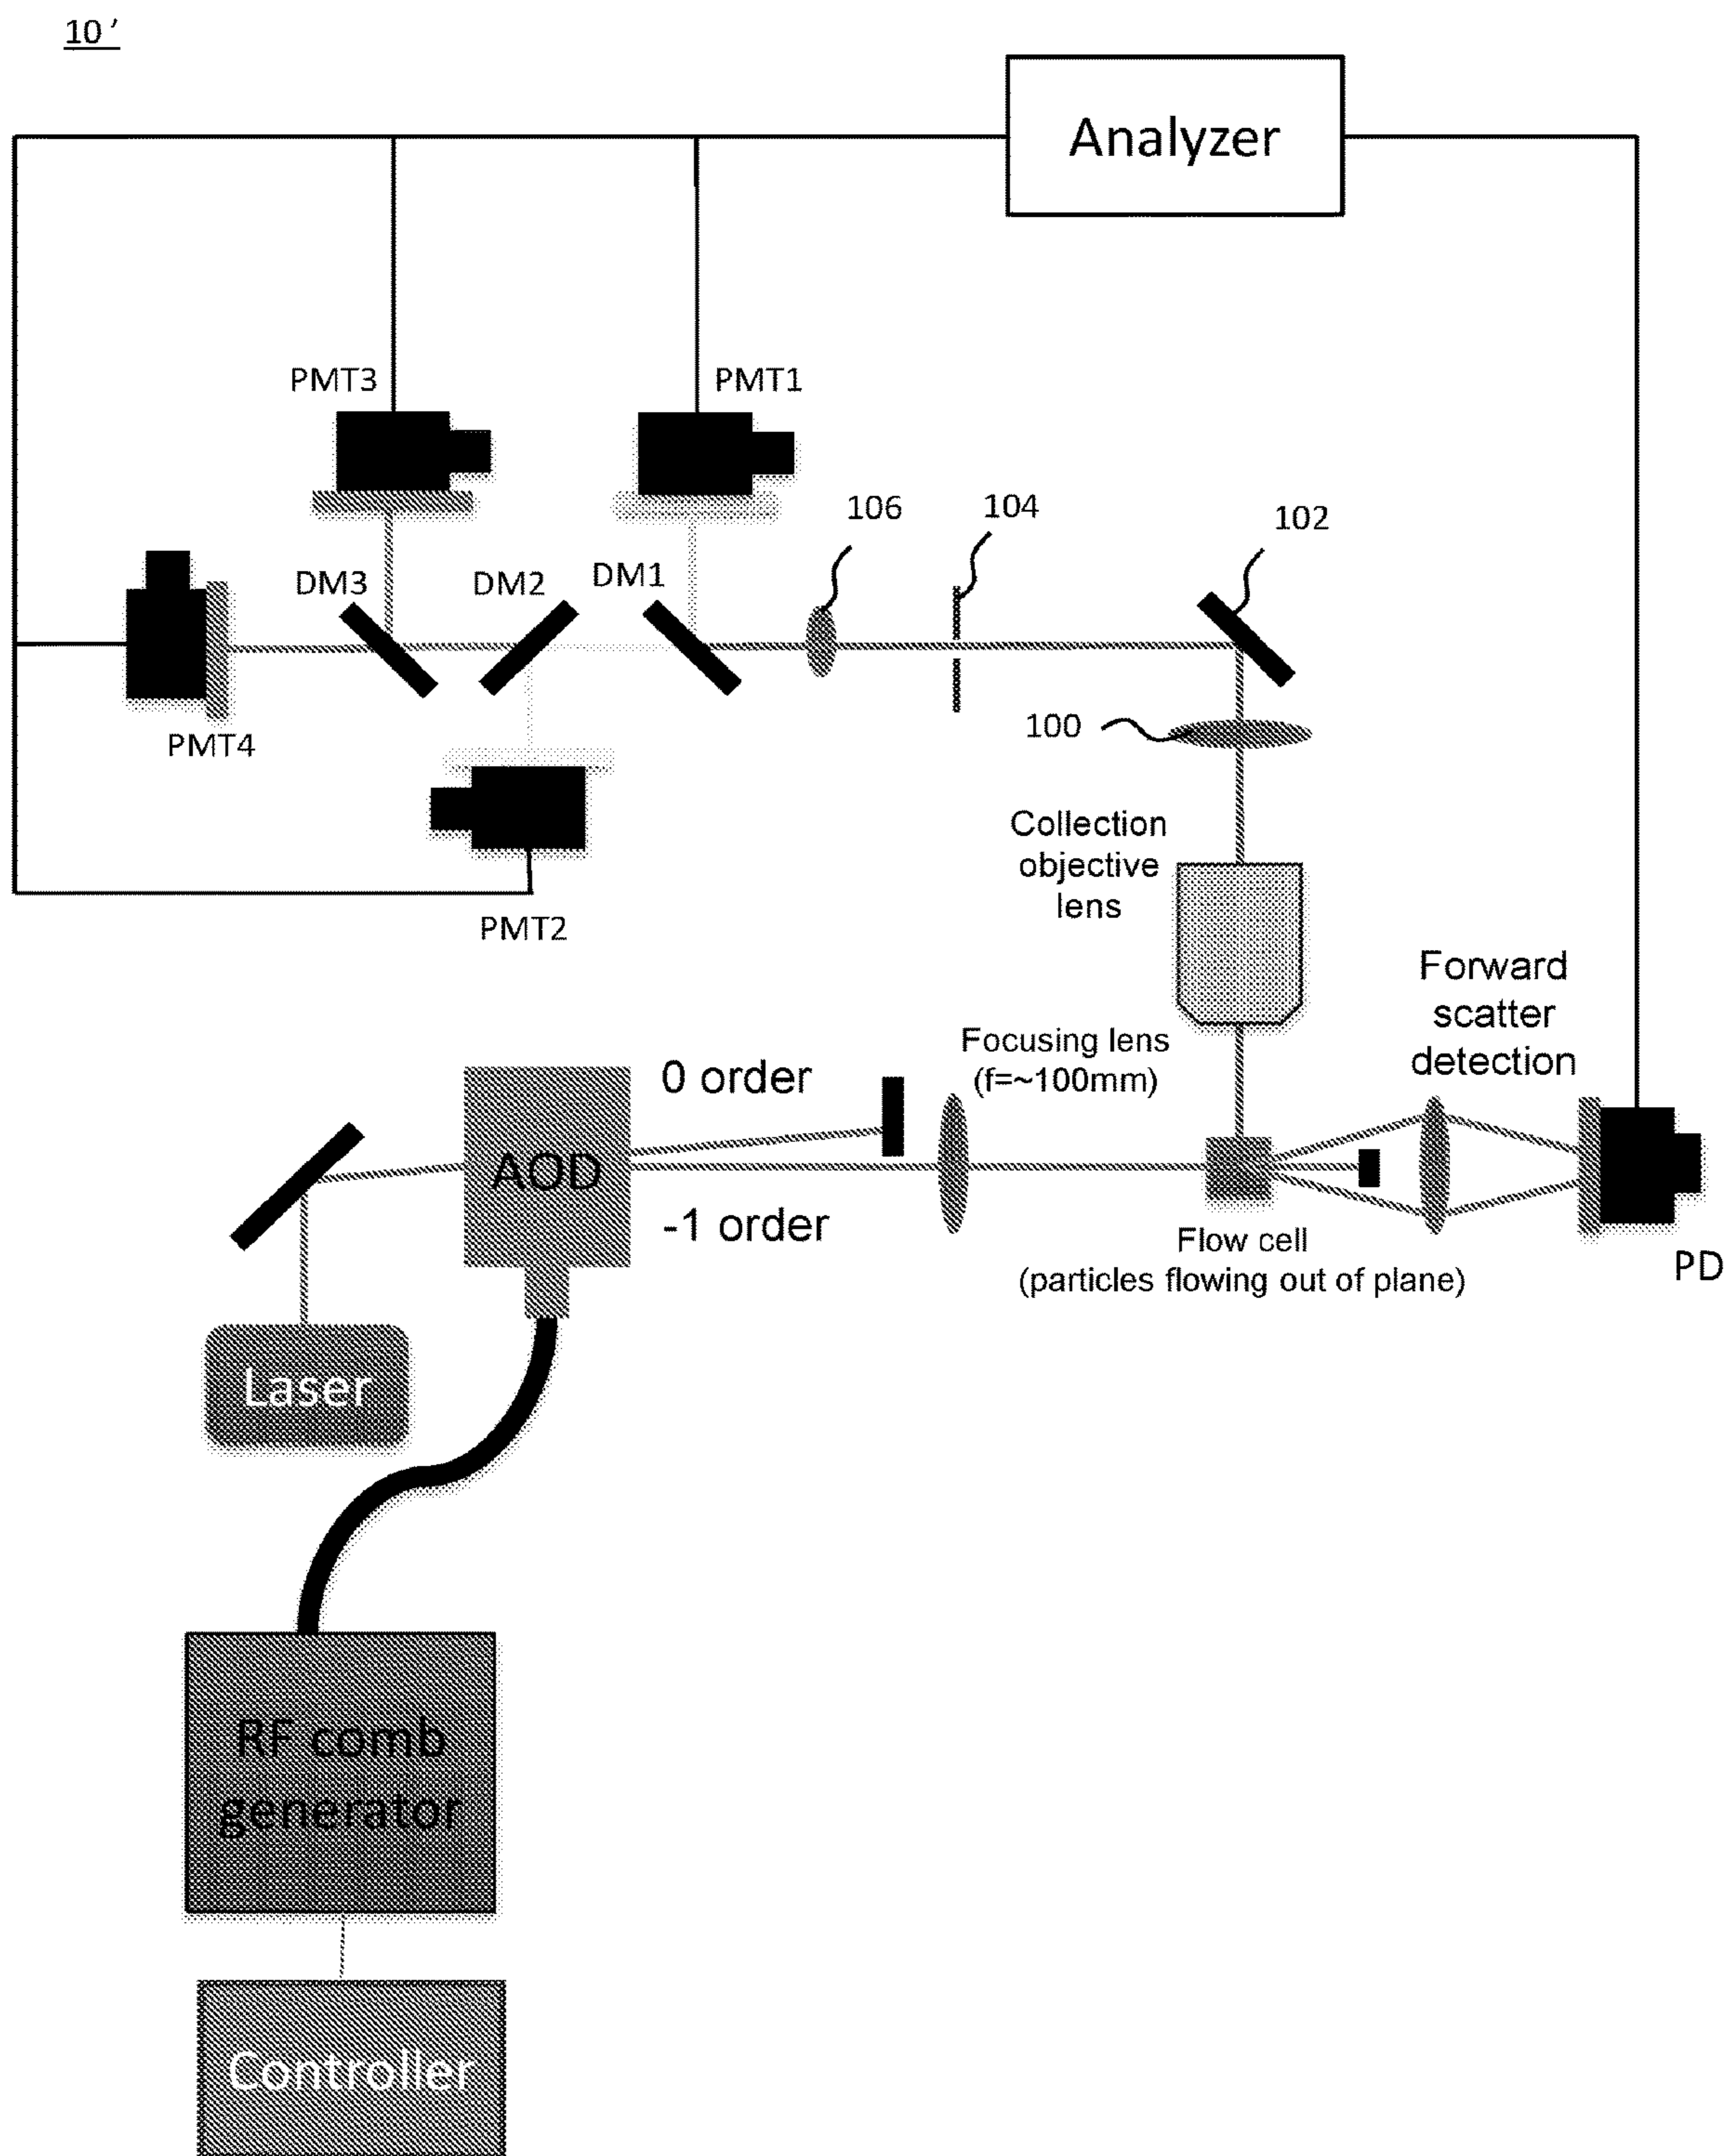 10 ’
Analyzer
PMT3
PMT1
106
104
102
DM3
DM2
DM1
PMT4
100
PMT2
Collection
objective
lens
Forward
scatter
detection
Focusing lens
(f=~100mm)
0 order
AOD
-1 order
Flow cell
(particles flowing out of plane)
PD
Laser
RF comb
generator
Controller